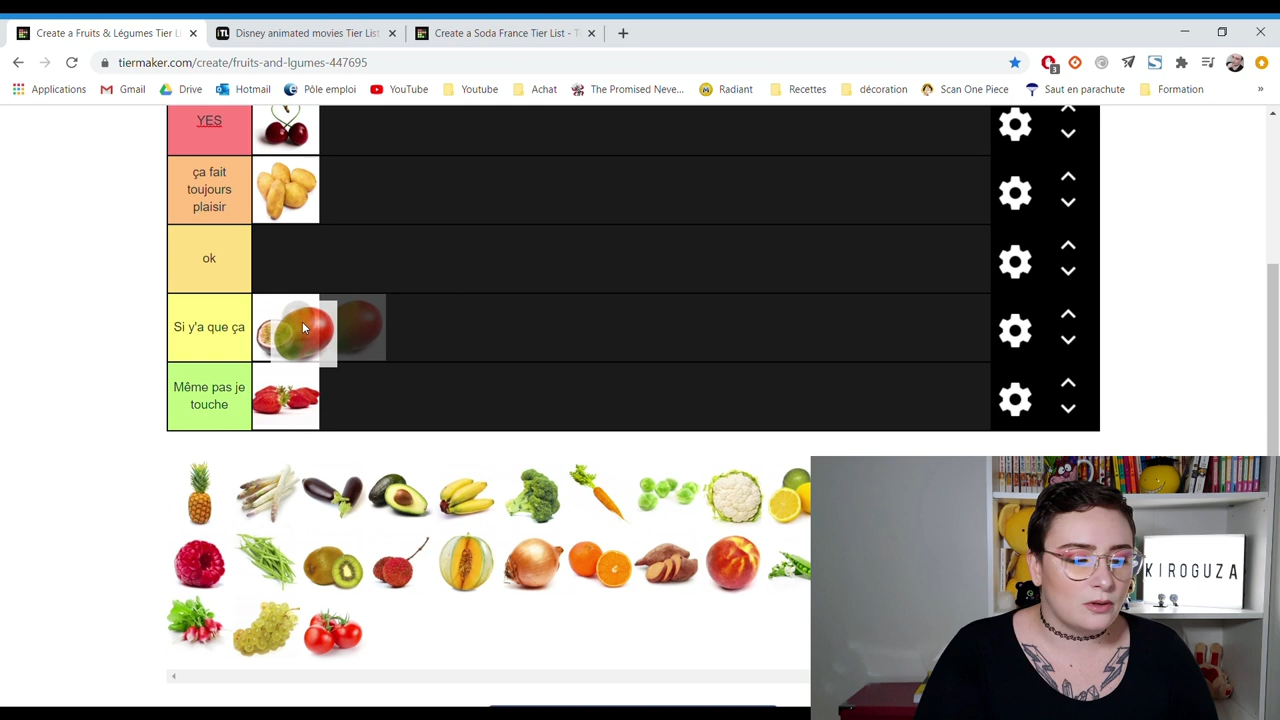 Create a Fruits & Légumes Tier Li
Disney animated movies Tier List
Create a Soda France Tier List - Ti
tiermaker.com/create/fruits-and-lgumes-447695
3
Applications
Gmail
Drive
Hotmail
Pôle emploi
YouTube
Youtube
Achat
The Promised Neve...
Radiant
Recettes
décoration
Scan One Piece
Saut en parachute
Formation
»
YES
ça fait
toujours
plaisir
ok
Si y'a que ça
Même pas je
touche
KIROGUZA